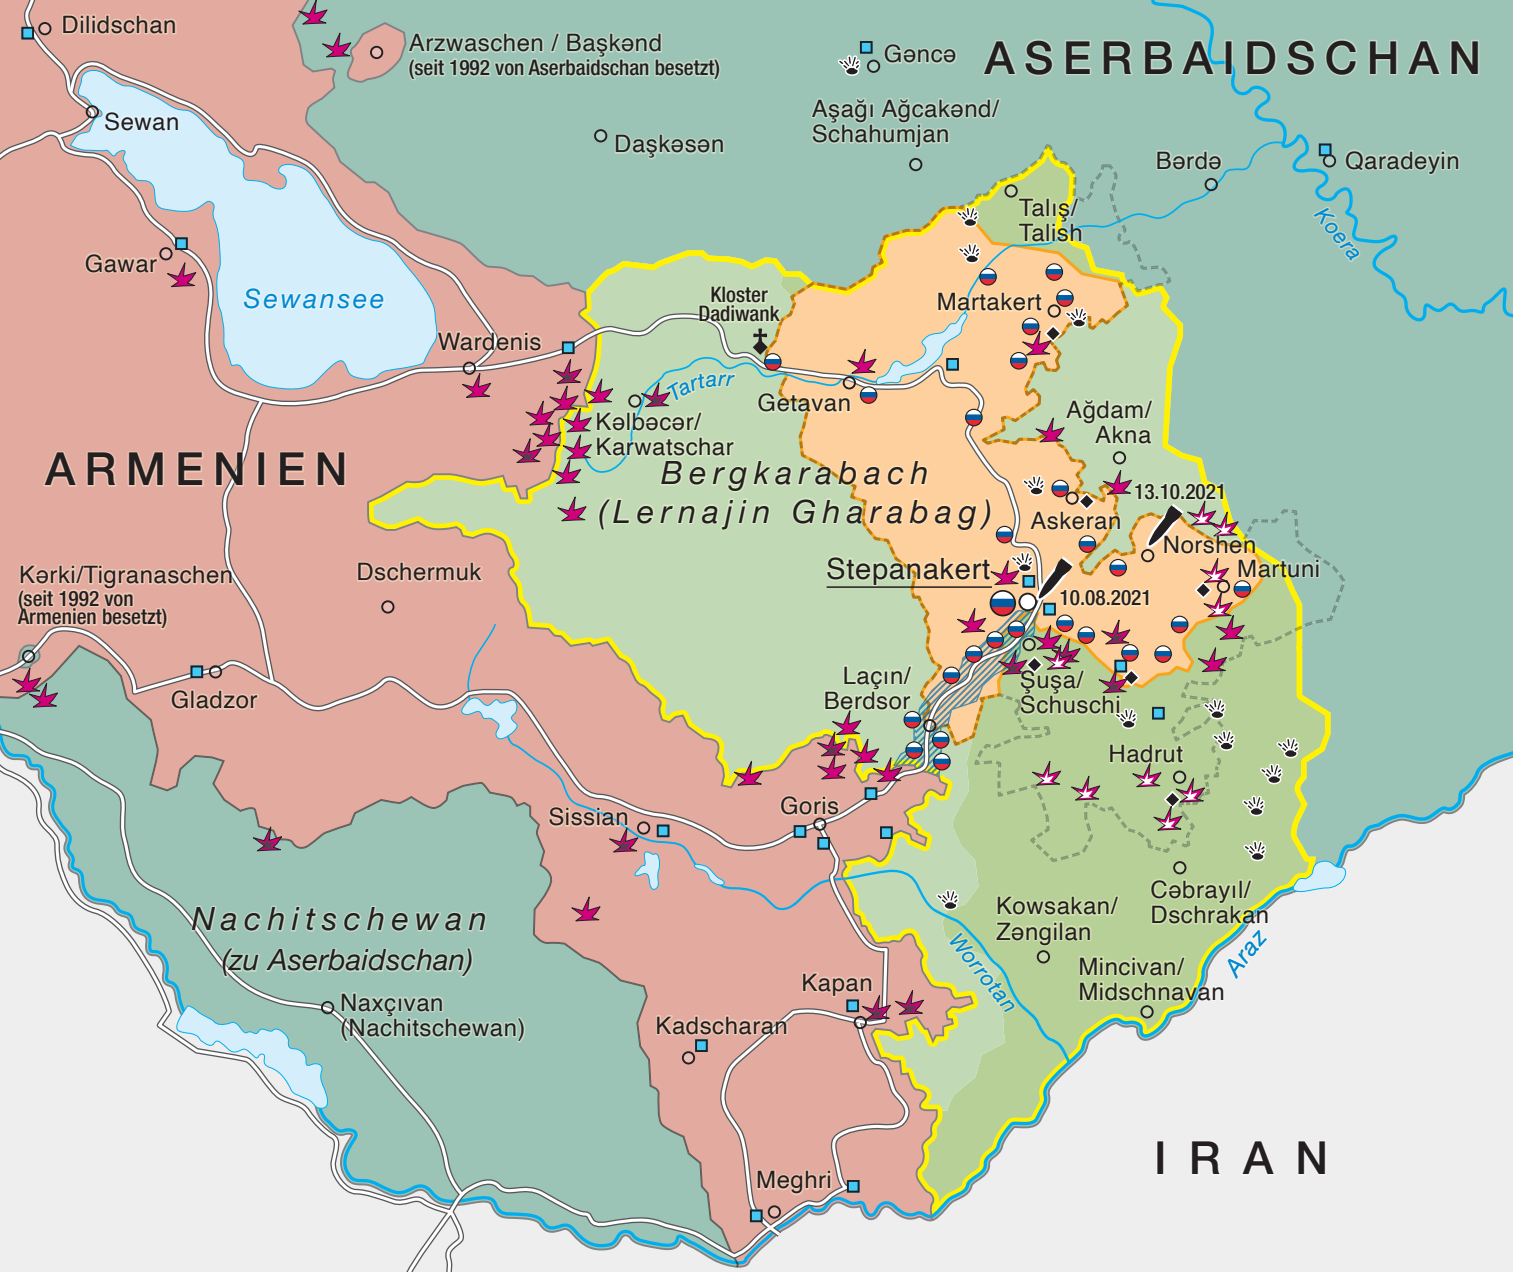 Dilidschan
Arzwaschen / Başkənd
(seit 1992 von Aserbaidschan besetzt)
Gəncə
ASERBAIDSCHAN
Sewan
Daşkəsən
Aşağı Ağcakənd/
Schahumjan
Bərdə
Qaradeyin
Koera
Talış/
Talish
Gawar
Sewansee
Kloster
Dadiwank
Martakert
Wardenis
Tartarr
Getavan
Kəlbəcər/
Karwatschar
Ağdam/
Akna
ARMENIEN
Bergkarabach
(Lernajin Gharabag)
13.10.2021
Askeran
Norshen
Martuni
Stepanakert
10.08.2021
Kərki/Tigranaschen
(seit 1992 von
Armenien besetzt)
Dschermuk
Gladzor
Laçın/
Berdsor
Şuşa/
Schuschi
Hadrut
Goris
Sissian
Cəbrayıl/
Dschrakan
Nachitschewan
(zu Aserbaidschan)
Kowsakan/
Zəngilan
Worrotan
Araz
Mincivan/
Midschnavan
Kapan
Naxçıvan
(Nachitschewan)
Kadscharan
Meghri
IRAN